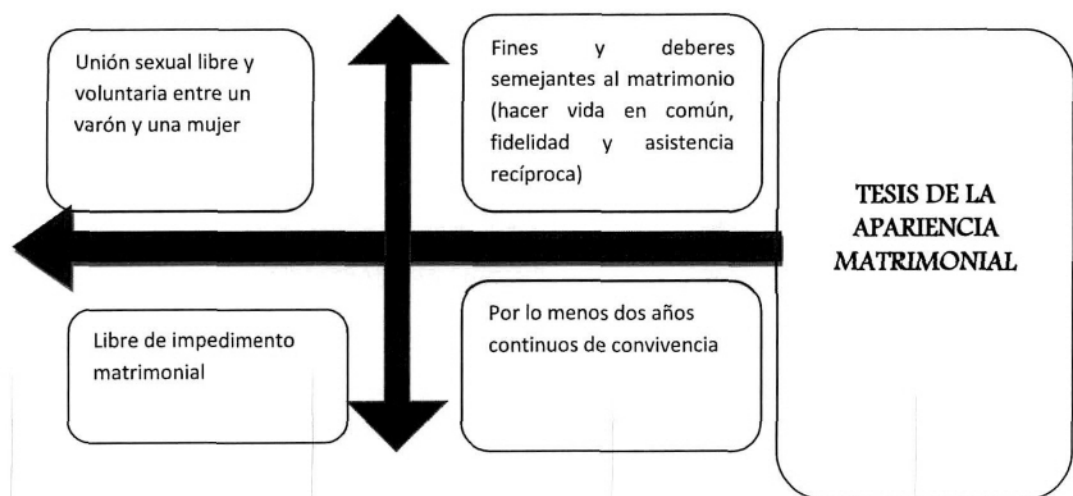 Unión sexual libre y
voluntaria entre un
varón y una mujer
Fines y deberes
semejantes al matrimonio
(hacer vida en común,
fidelidad y asistencia
recíproca)
Libre de impedimento
matrimonial
Por lo menos dos años
continuos de convivencia
TESIS DE LA
APARIENCIA
MATRIMONIAL